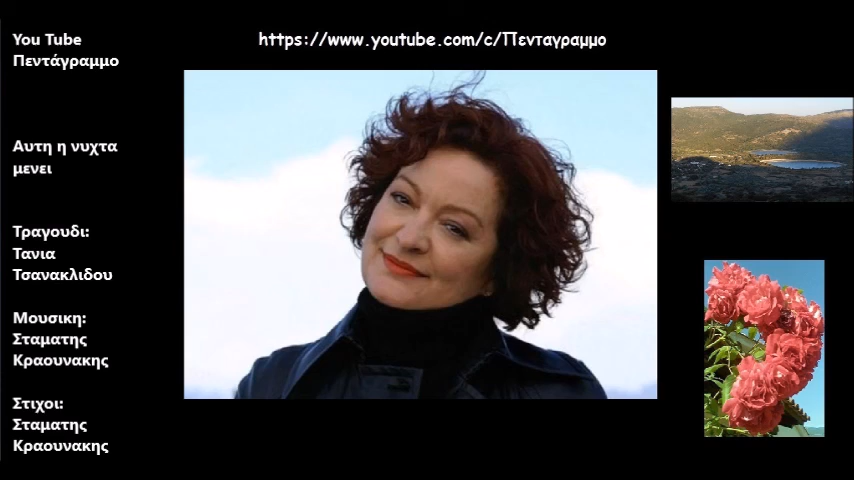 You Tube
Πεντάγραμμο
https://www.youtube.com/c/Πενταγραμμο
Αυτη η νυχτα
μενει
Τραγουδι:
Τανια
Τσανακλιδου
Μουσικη:
Σταματης
Κραουνακης
Στιχοι:
Σταματης
Κραουνακης